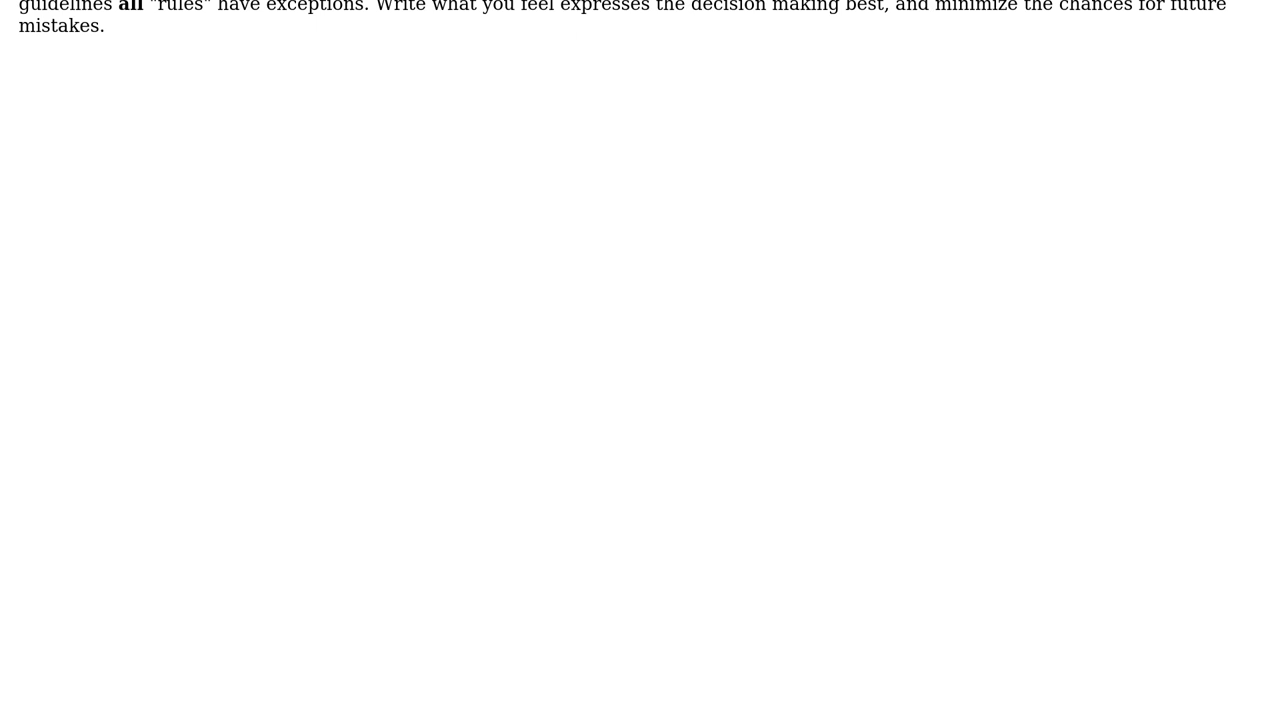 guidelines all "rules" have exceptions. Write what you feel expresses the decision making best, and minimize the chances for future
mistakes.